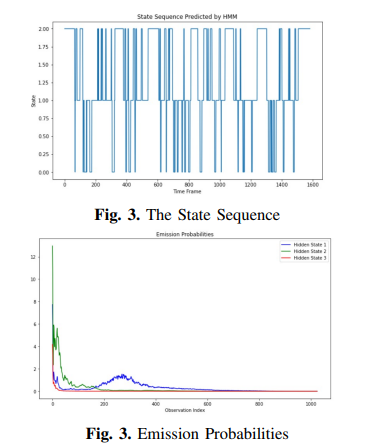 State Sequence Predicted by HMM
2.00
1.75
1.50
1.25
1.00
0.75
0.50
0.25
0.00
State
0 200 400 600 800 1000 1200 1400 1600
Time Frame
Fig. 3. The State Sequence
Emission Probabilities
Hidden State 1
Hidden State 2
Hidden State 3
12
10
8
6
4
2
0
0 200 400 600 800 1000
Observation Index
Fig. 3. Emission Probabilities